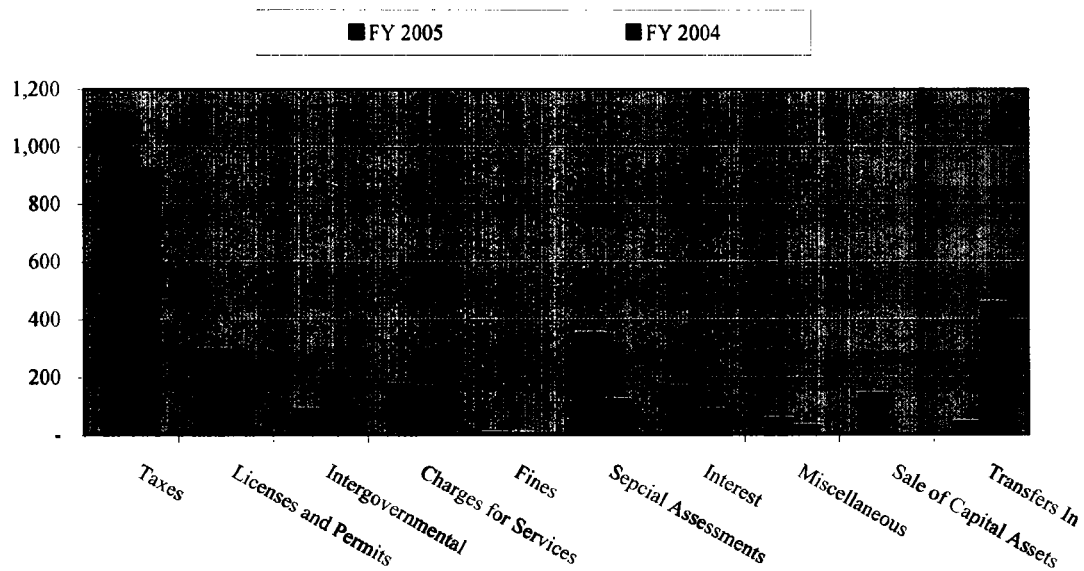 FY 2005 FY 2004
1,200
1,000
800
600
400
200
-
Taxes
Licenses and Permits
Intergovernmental
Charges for Services
Fines
Sepcial Assessments
Interest
Miscellaneous
Sale of Capital Assets
Transfers In